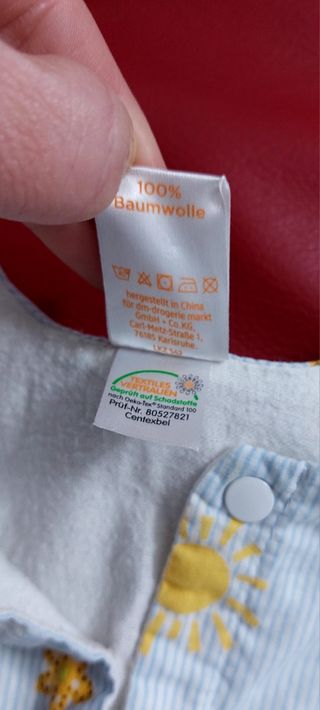 100%
Baumwolle
hergestellt in China
für dm-drogerie markt
GmbH + Co.KG,
Carl-Metz-Straße 1,
76185 Karlsruhe.
TEXTILES
VERTRAUEN
Geprüft auf Schadstoffe
nach Oeko-Tex® Standard 100
Prüf-Nr. 80527821
Centexbel